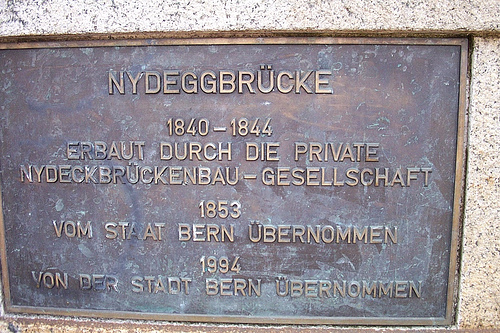 NYDEGGBRÜCKE
1840–1844
ERBAUT DURCH DIE PRIVATE
NYDECKBRÜCKENBAU–GESELLSCHAFT
1853
VOM STAAT BERN ÜBERNOMMEN
1994
VON DER STADT BERN ÜBERNOMMEN